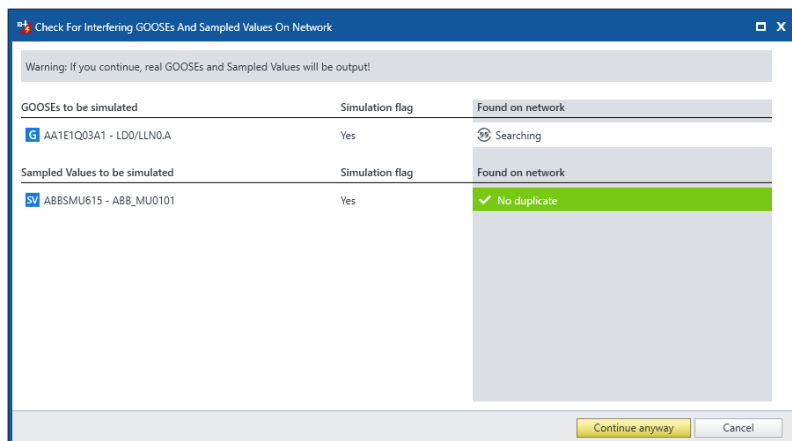 Check For Interfering GOOSEs And Sampled Values On Network
Warning: If you continue, real GOOSEs and Sampled Values will be output!
GOOSEs to be simulated Simulation flag Found on network
G AA1E1Q03A1 - LD0/LLN0.A Yes Searching
Sampled Values to be simulated Simulation flag Found on network
SV ABBSMU615 - ABB_MU0101 Yes No duplicate
Continue anyway Cancel